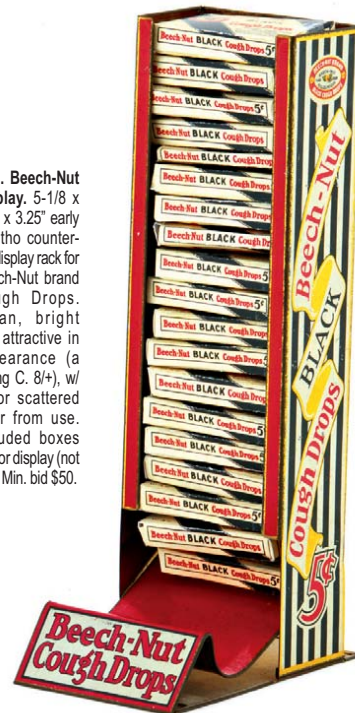 . Beech-Nut
play. 5-1/8 x
x 3.25” early
tho counter-
display rack for
ch-Nut brand
gh Drops.
an, bright
attractive in
earance (a
ng C. 8/+), w/
or scattered
r from use.
uded boxes
or display (not
Min. bid $50.
Beech-Nut BLACK Cough Drops 5¢
Beech-Nut BLACK Cough Drops
Beech-Nut BLACK Cough Drops 5¢
Beech-Nut BLACK Cough Drops
Beech-Nut BLACK Cough Drop
Beech-Nut BLACK Cough Drops
Beech-Nut BLACK Cough Drops
Beech-Nut BLACK Cough Dr
Beech-Nut BLACK Cough Drops
Beech-Nut BLACK Cough Drops
Beech-Nut BLACK Cough Drops
Beech-Nut BLACK Cough Drops
Beech-Nut BLACK Cough Drops
Beech-Nut BLACK Cough Drops 5¢
Beech-Nut BLACK Cough Drops
Beech-Nut BLACK Cough Drops
Beech-Nut BLACK Cough Drops 5¢
Beech-Nut BLACK Cough Drops
Beech-Nut BLACK Cough Drops 5¢
Beech-Nut
BLACK
Cough Drops
5¢
Beech-Nut
Cough Drops